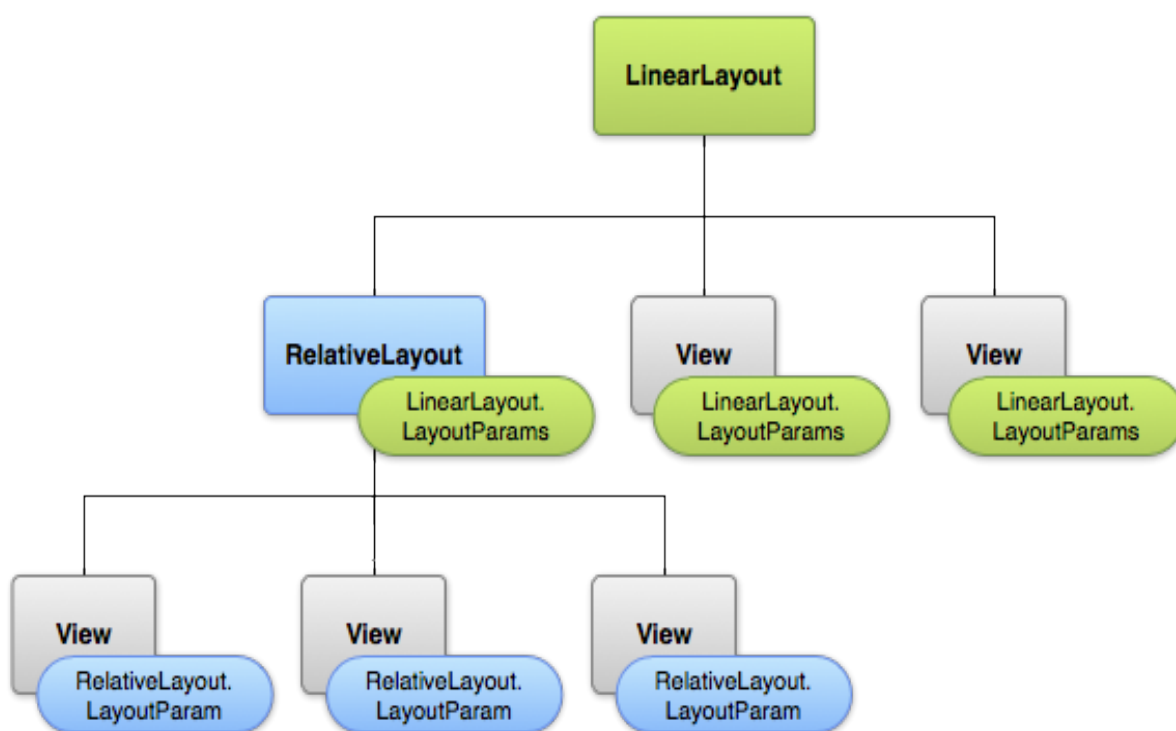 LinearLayout
RelativeLayout
LinearLayout.
LayoutParams
View
LinearLayout.
LayoutParams
View
LinearLayout.
LayoutParams
View
RelativeLayout.
LayoutParam
View
RelativeLayout.
LayoutParam
View
RelativeLayout.
LayoutParam